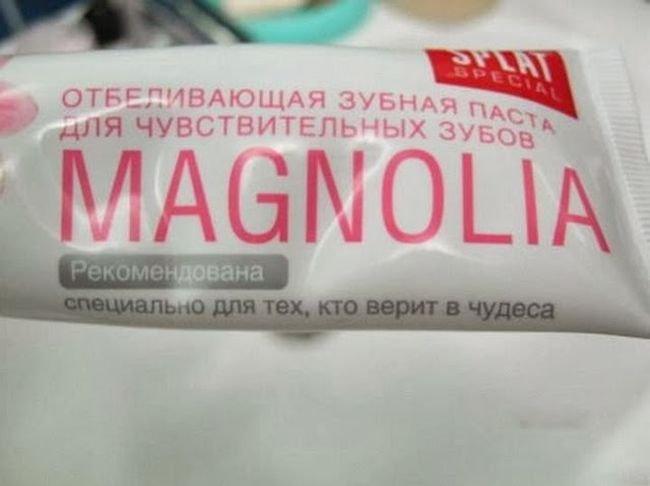 SPLAT
SPECIAL
ОТБЕЛИВАЮЩАЯ ЗУБНАЯ ПАСТА
ДЛЯ ЧУВСТВИТЕЛЬНЫХ ЗУБОВ
MAGNOLIA
Рекомендована
специально для тех, кто верит в чудеса